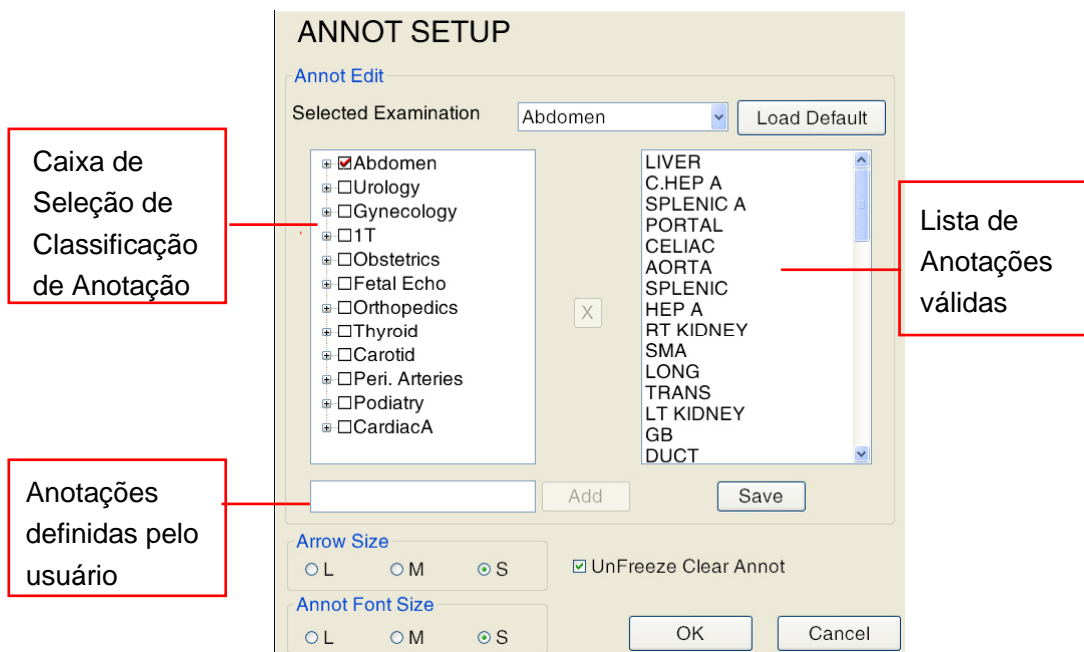 ANNOT SETUP
Annot Edit
Selected Examination
Abdomen
Load Default
Caixa de
Seleção de
Classificação
de Anotação
Abdomen
Urology
Gynecology
1T
Obstetrics
Fetal Echo
Orthopedics
Thyroid
Carotid
Peri. Arteries
Podiatry
CardiacA
X
LIVER
C.HEP A
SPLENIC A
PORTAL
CELIAC
AORTA
SPLENIC
HEP A
RT KIDNEY
SMA
LONG
TRANS
LT KIDNEY
GB
DUCT
Lista de
Anotações
válidas
Anotações
definidas pelo
usuário
Add
Save
Arrow Size
L M S
UnFreeze Clear Annot
Annot Font Size
L M S
OK
Cancel